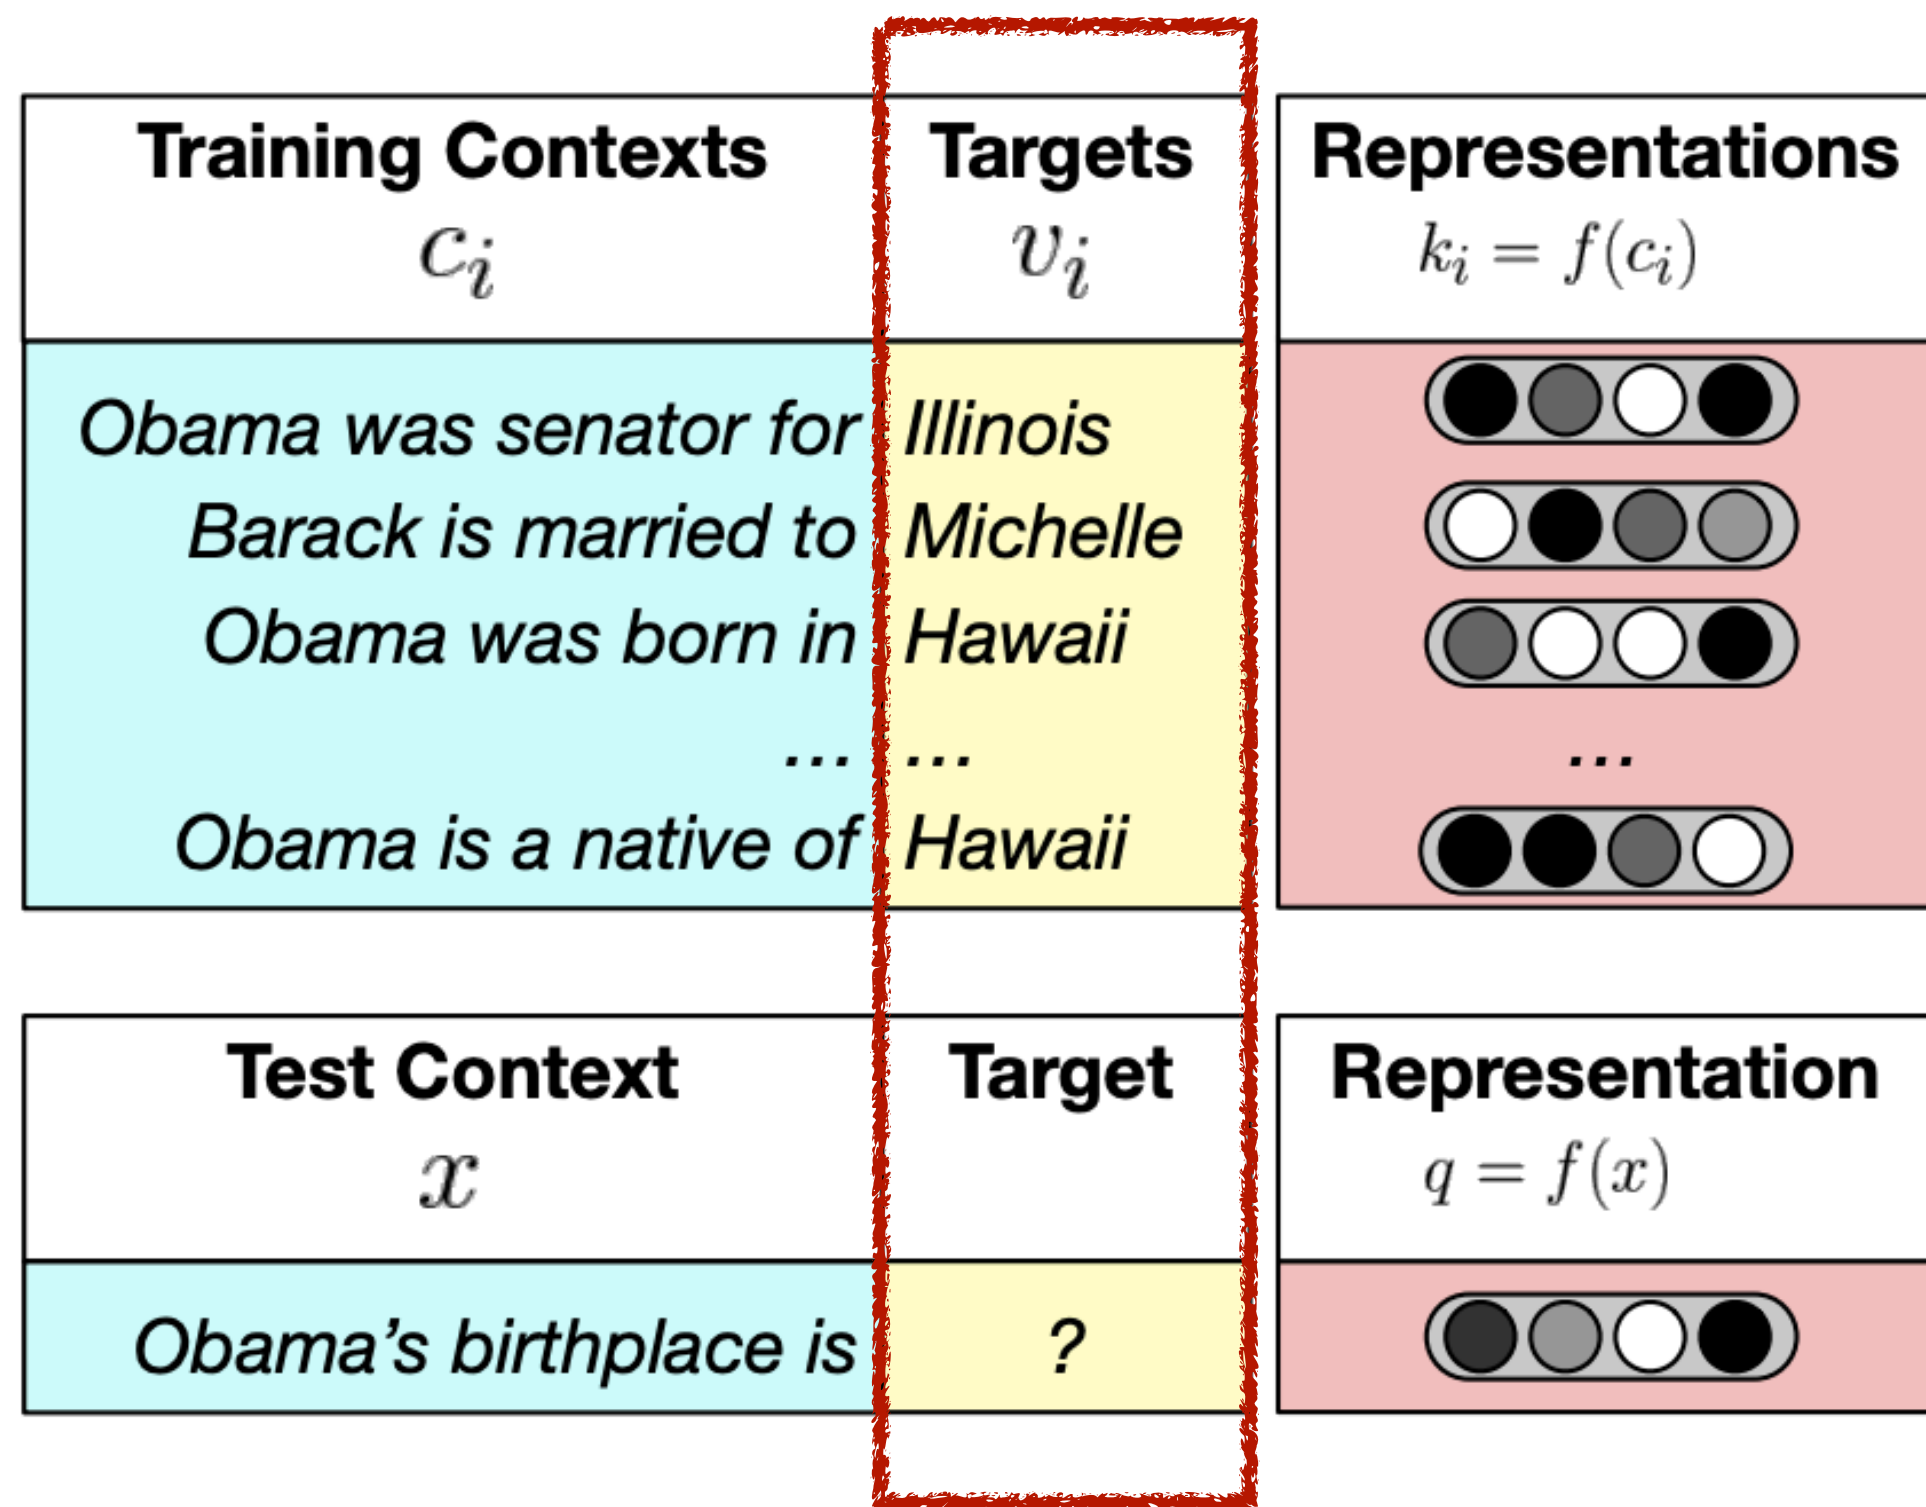 Training Contexts Targets Representations
c_i v_i k_i = f(c_i)
Obama was senator for Illinois
Barack is married to Michelle
Obama was born in Hawaii
... ... ...
Obama is a native of Hawaii
Test Context Target Representation
x q = f(x)
Obama’s birthplace is ?